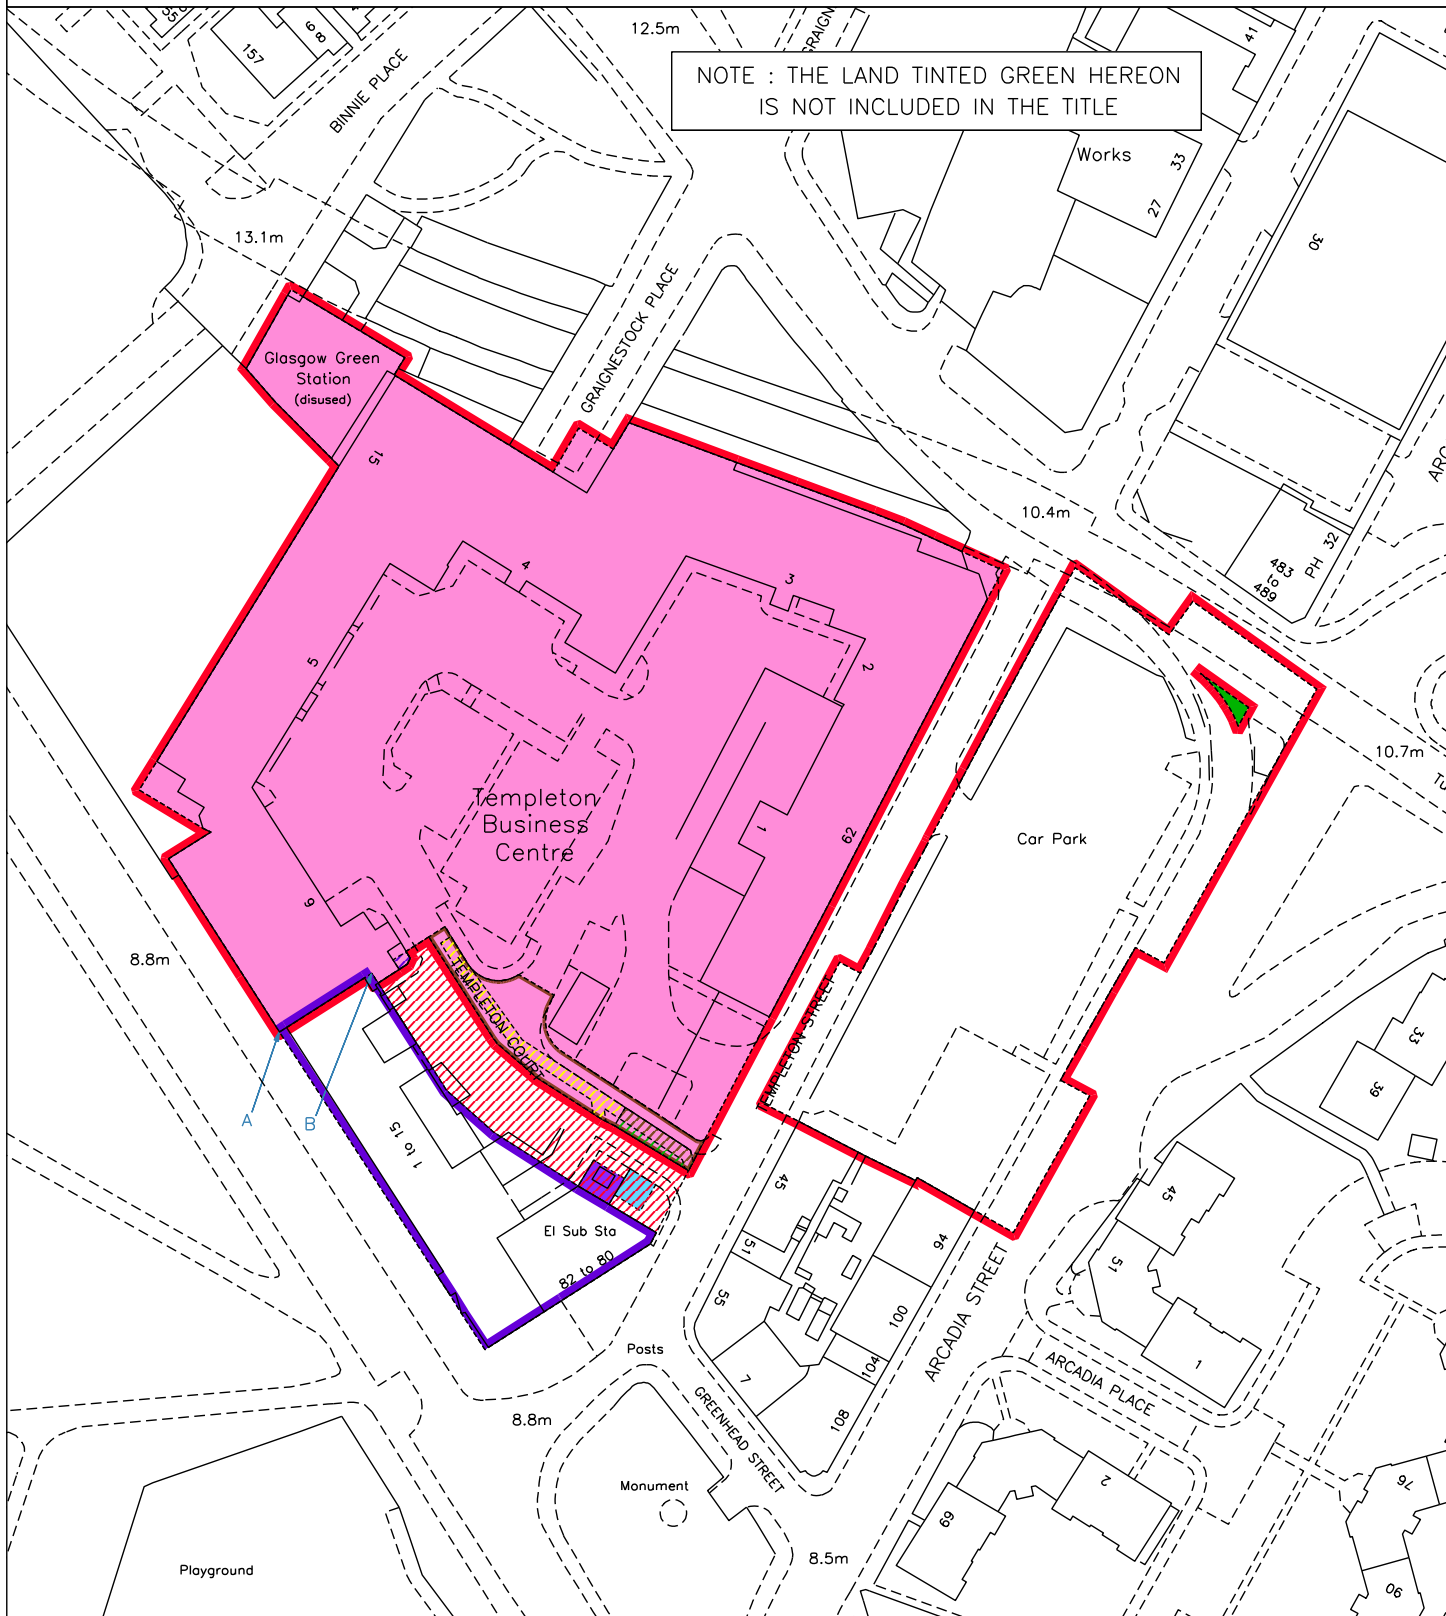 12.5m
NOTE : THE LAND TINTED GREEN HEREON
IS NOT INCLUDED IN THE TITLE
157
6
8
BINNIE PLACE
41
Works
33
27
30
13.1m
GRAIGNESTOCK PLACE
Glasgow Green
Station
(disused)
15
10.4m
PH
32
483
to
489
4
3
2
5
10.7m
Templeton
Business
Centre
1
62
Car Park
9
8.8m
TEMPLETON COURT
TEMPLETON STREET
A
B
1 to 15
El Sub Sta
82 to 80
33
39
45
51
55
45
51
94
100
104
108
7
1
ARCADIA STREET
ARCADIA PLACE
Posts
GREENHEAD STREET
8.8m
Monument
2
69
76
90
8.5m
Playground